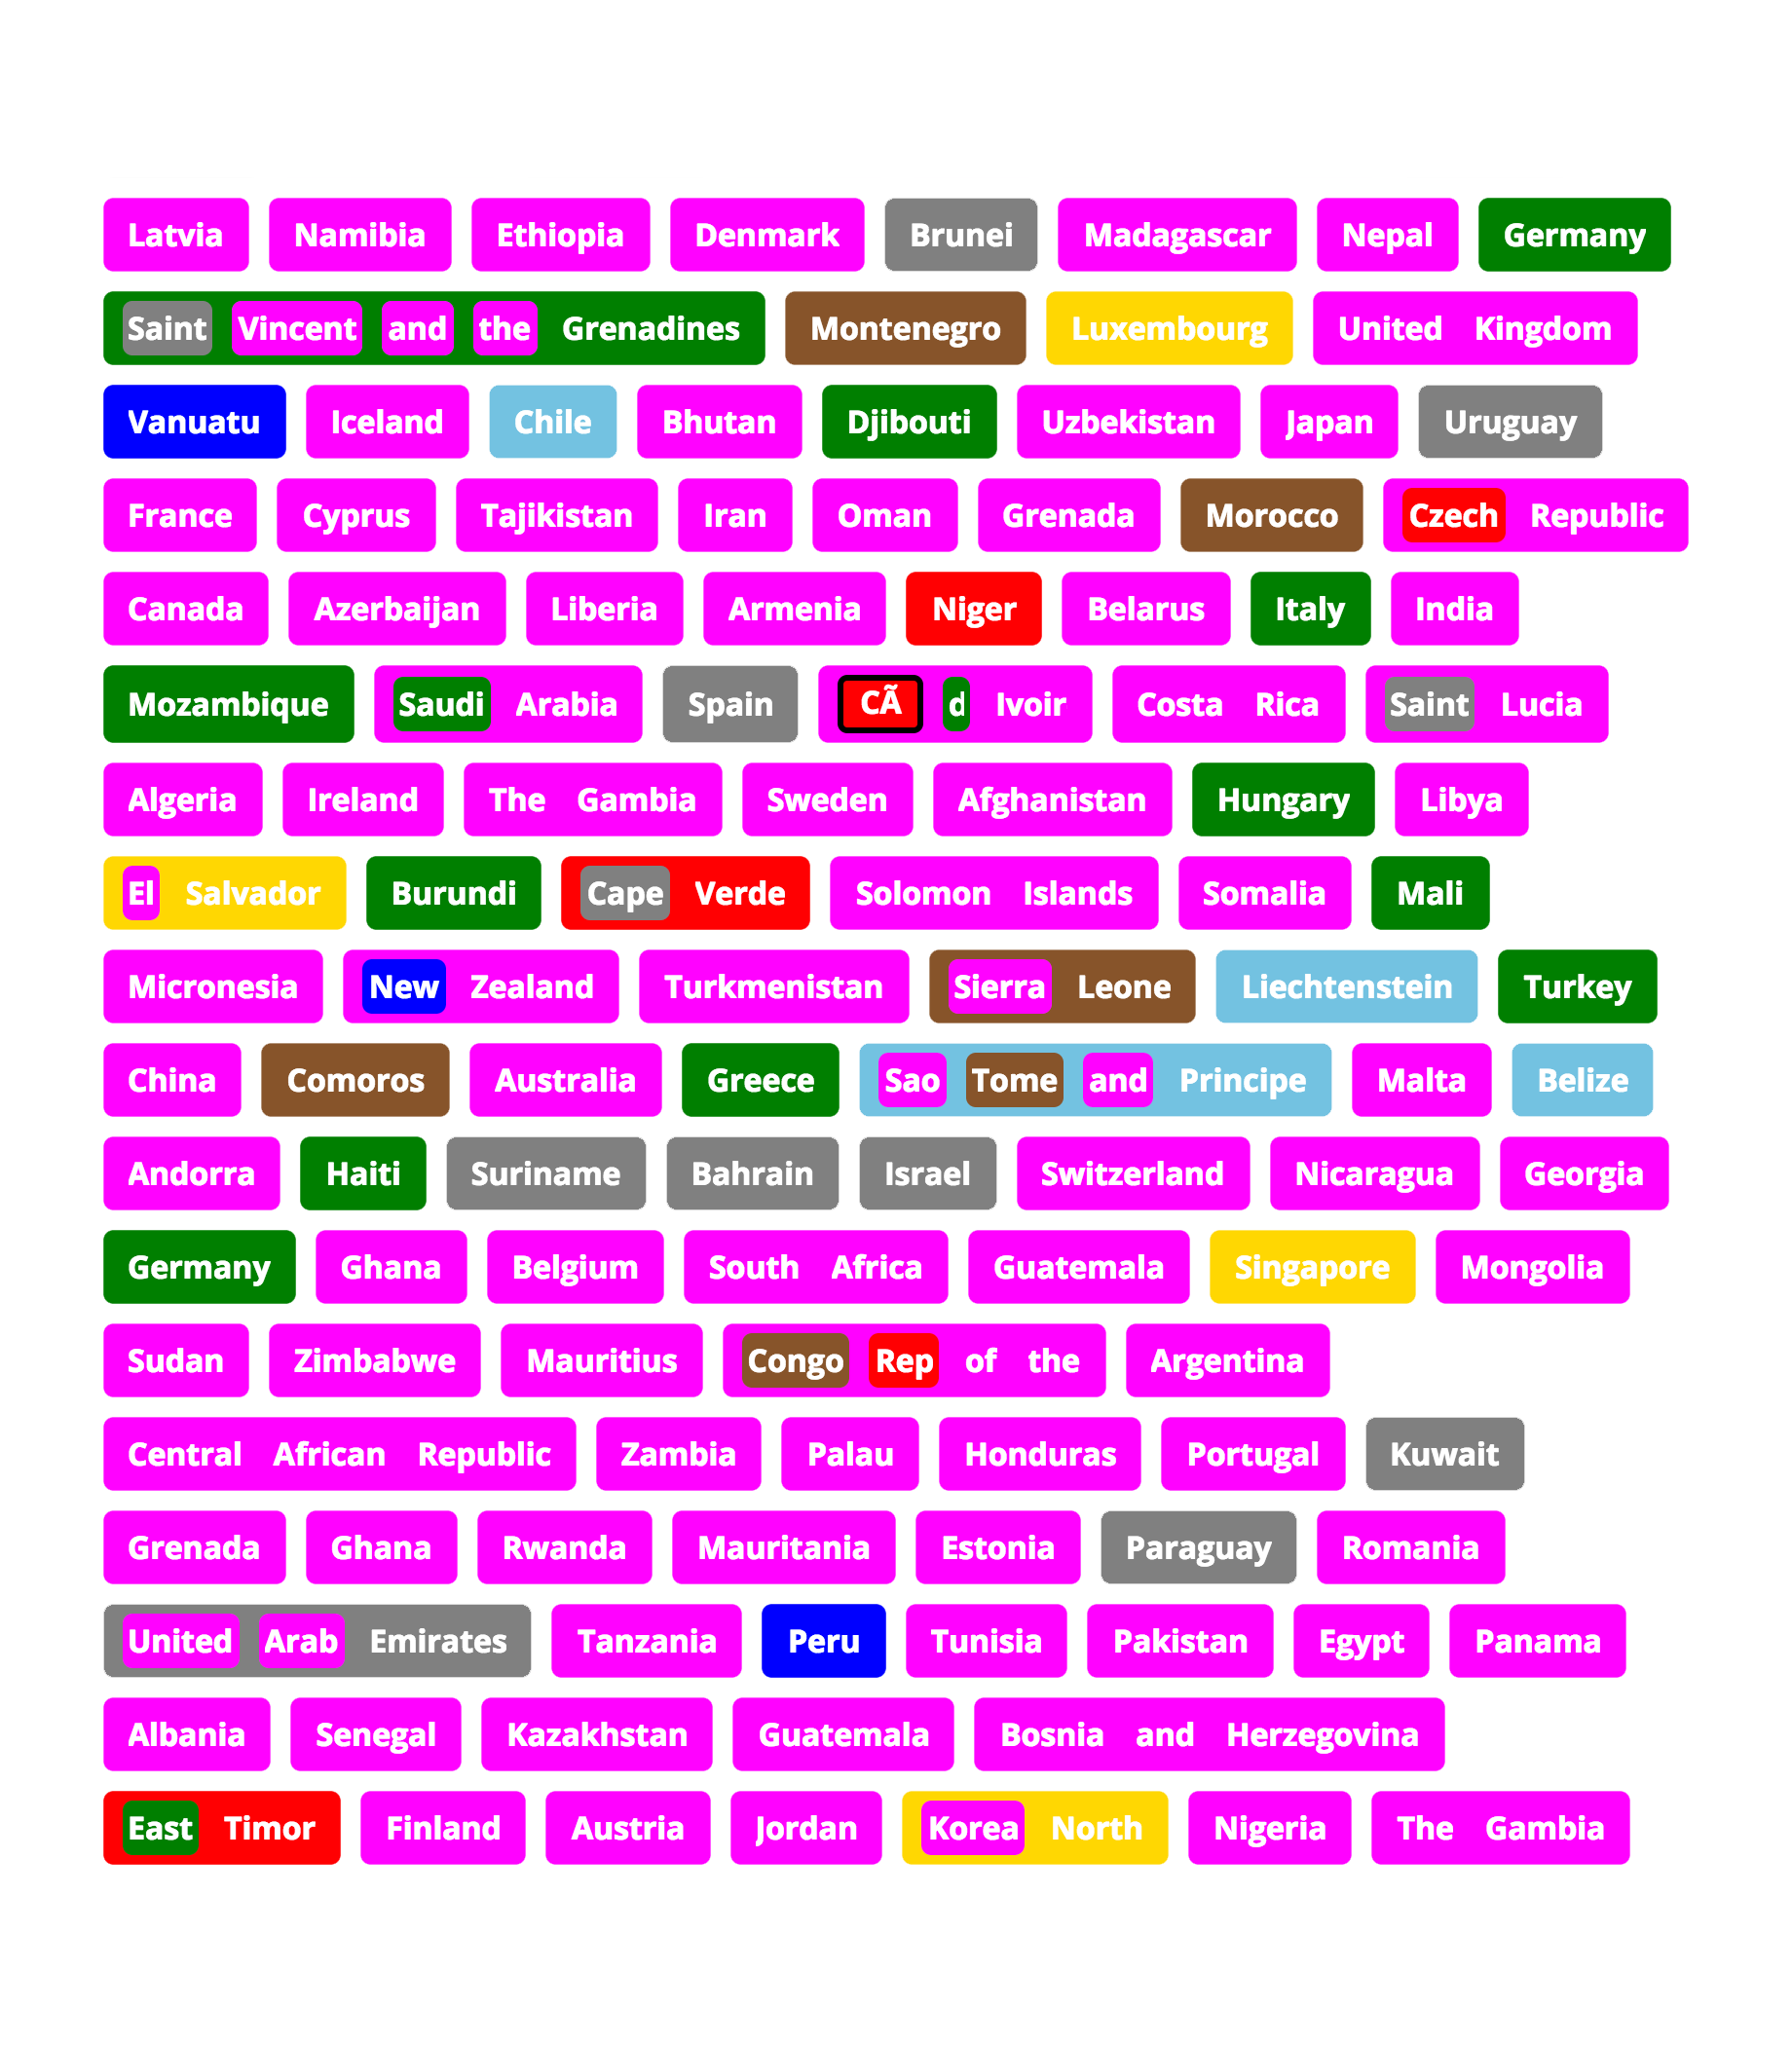 Latvia Namibia Ethiopia Denmark Brunei Madagascar Nepal Germany
Saint Vincent and the Grenadines Montenegro Luxembourg United Kingdom
Vanuatu Iceland Chile Bhutan Djibouti Uzbekistan Japan Uruguay
France Cyprus Tajikistan Iran Oman Grenada Morocco Czech Republic
Canada Azerbaijan Liberia Armenia Niger Belarus Italy India
Mozambique Saudi Arabia Spain CÃ d Ivoir Costa Rica Saint Lucia
Algeria Ireland The Gambia Sweden Afghanistan Hungary Libya
El Salvador Burundi Cape Verde Solomon Islands Somalia Mali
Micronesia New Zealand Turkmenistan Sierra Leone Liechtenstein Turkey
China Comoros Australia Greece Sao Tome and Principe Malta Belize
Andorra Haiti Suriname Bahrain Israel Switzerland Nicaragua Georgia
Germany Ghana Belgium South Africa Guatemala Singapore Mongolia
Sudan Zimbabwe Mauritius Congo Rep of the Argentina
Central African Republic Zambia Palau Honduras Portugal Kuwait
Grenada Ghana Rwanda Mauritania Estonia Paraguay Romania
United Arab Emirates Tanzania Peru Tunisia Pakistan Egypt Panama
Albania Senegal Kazakhstan Guatemala Bosnia and Herzegovina
East Timor Finland Austria Jordan Korea North Nigeria The Gambia